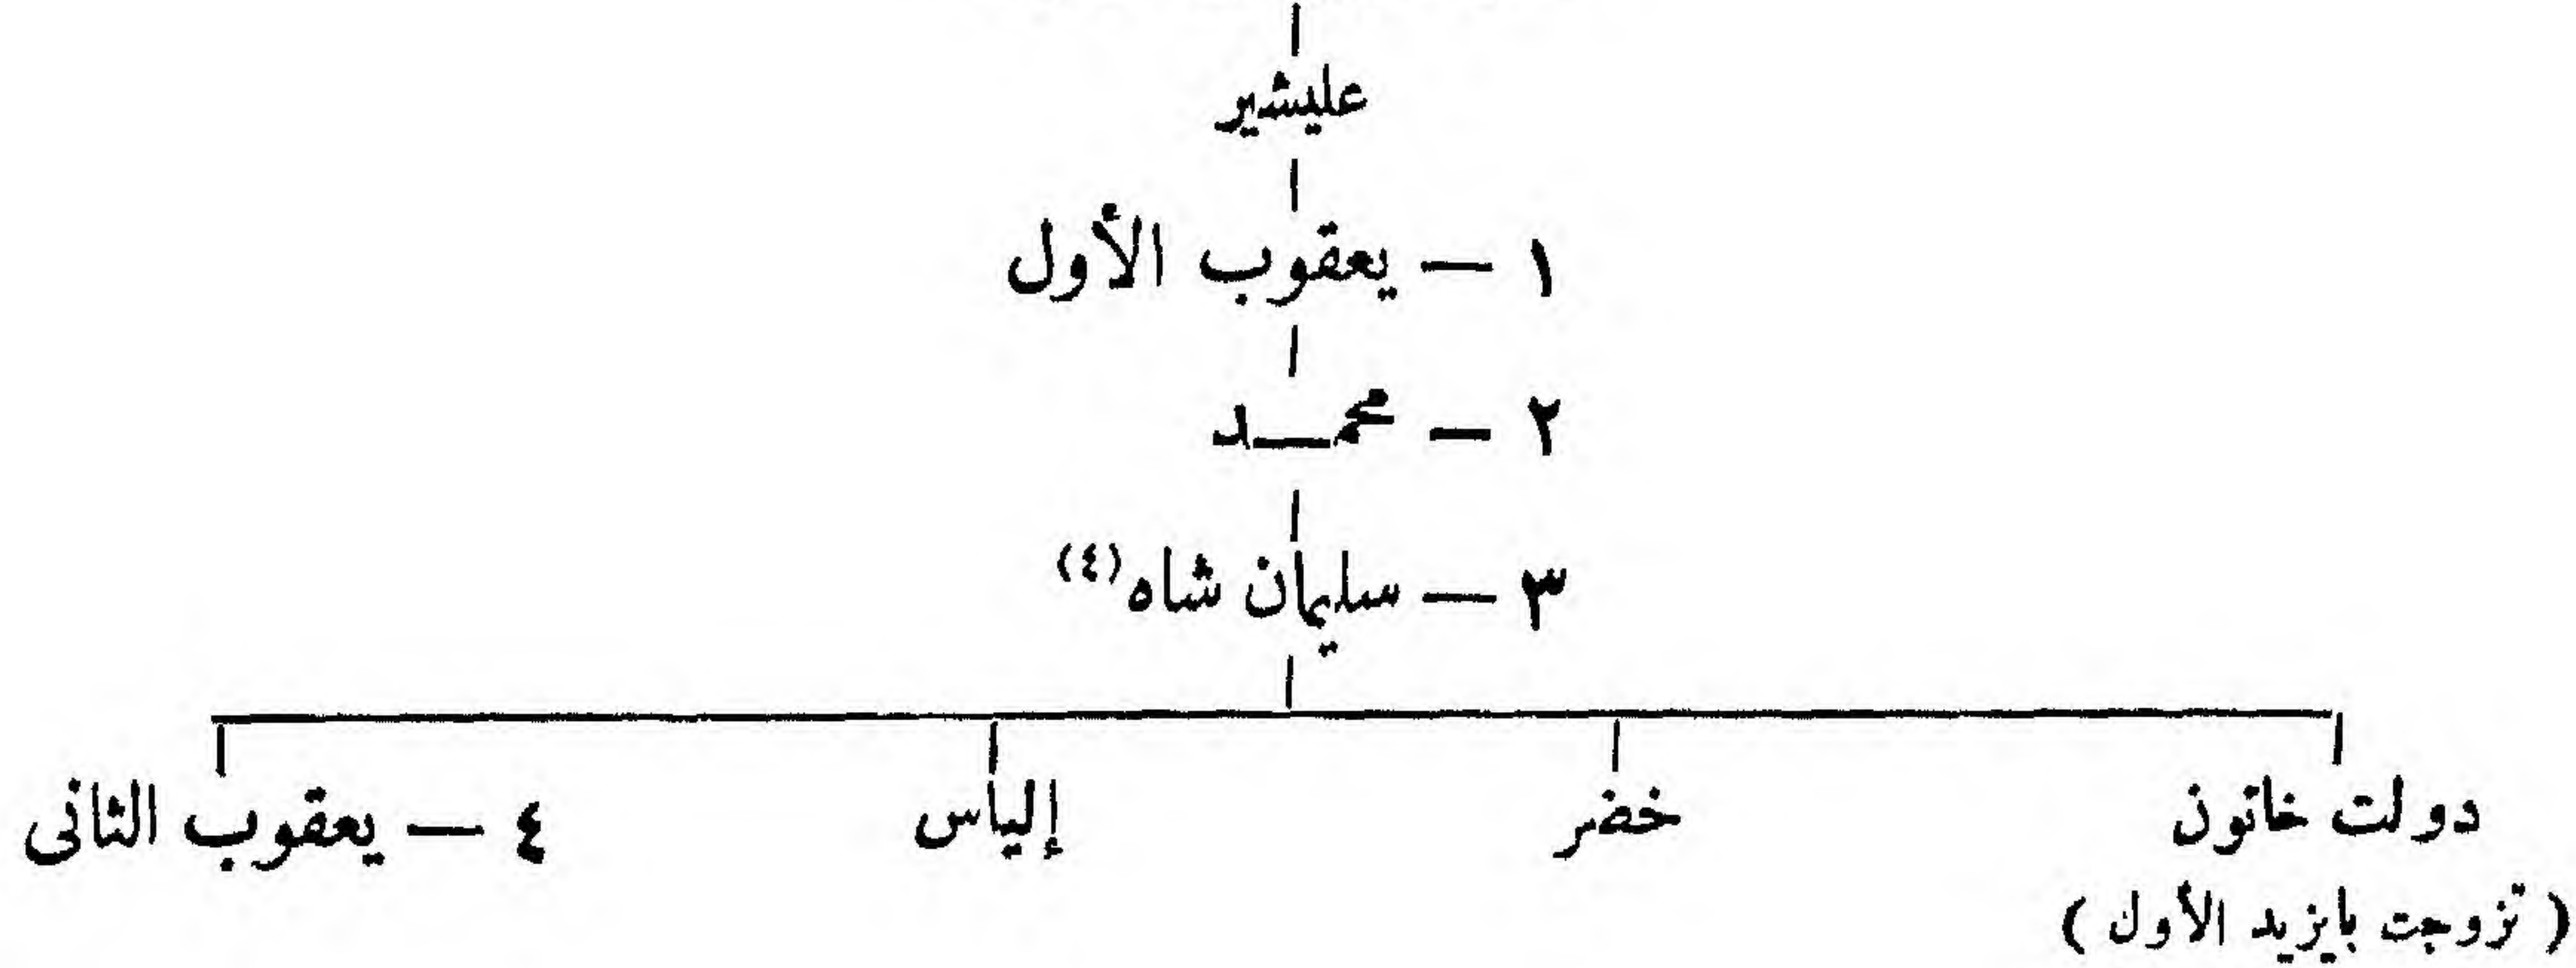 عليشير
١ — يعقوب الأول
٢ — محمـــد
٣ — سليمان شاه (٤)
دولت خاتون خضر إلياس ٤ — يعقوب الثانى
( تزوجت بايزيد الأول )